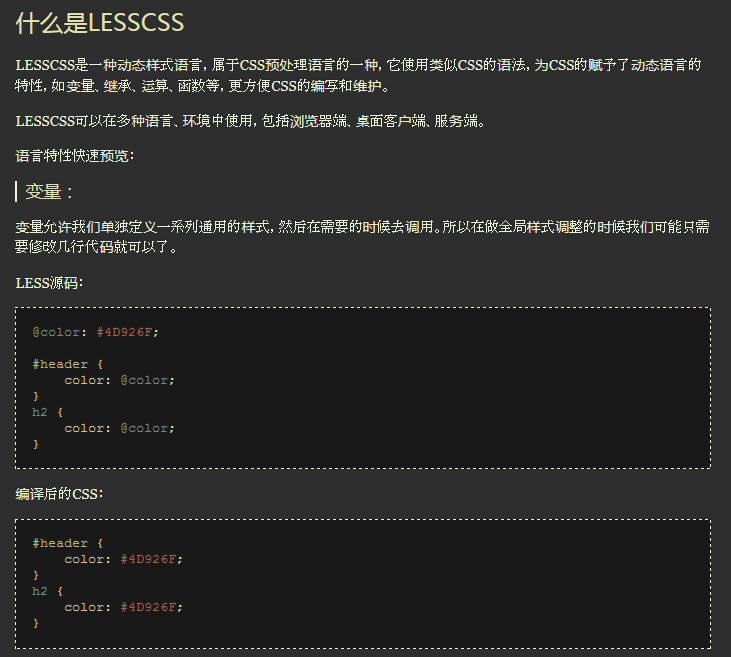 什么是LESSCSS
LESSCSS是一种动态样式语言, 属于CSS预处理语言的一种, 它使用类似CSS的语法, 为CSS的赋予了动态语言的
特性, 如变量、继承、运算、函数等, 更方便CSS的编写和维护。
LESSCSS可以在多种语言、环境中使用, 包括浏览器端、桌面客户端、服务端。
语言特性快速预览:
变量：
变量允许我们单独定义一系列通用的样式, 然后在需要的时候去调用。所以在做全局样式调整的时候我们可能只需
要修改几行代码就可以了。
LESS源码:
@color: #4D926F;
#header {
    color: @color;
}
h2 {
    color: @color;
}
编译后的CSS:
#header {
    color: #4D926F;
}
h2 {
    color: #4D926F;
}